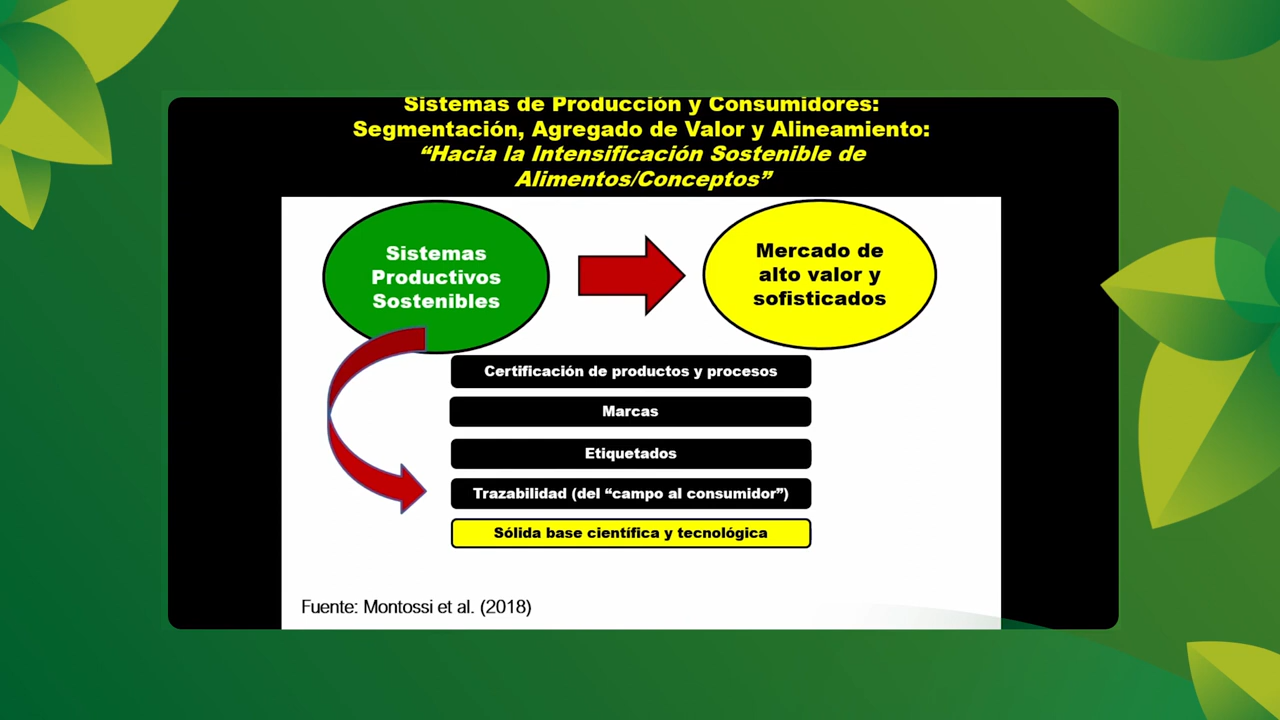 Sistemas de Producción y Consumidores:
Segmentación, Agregado de Valor y Alineamiento:
“Hacia la Intensificación Sostenible de
Alimentos/Conceptos”
Sistemas
Productivos
Sostenibles
Mercado de
alto valor y
sofisticados
Certificación de productos y procesos
Marcas
Etiquetados
Trazabilidad (del “campo al consumidor”)
Sólida base científica y tecnológica
Fuente: Montossi et al. (2018)